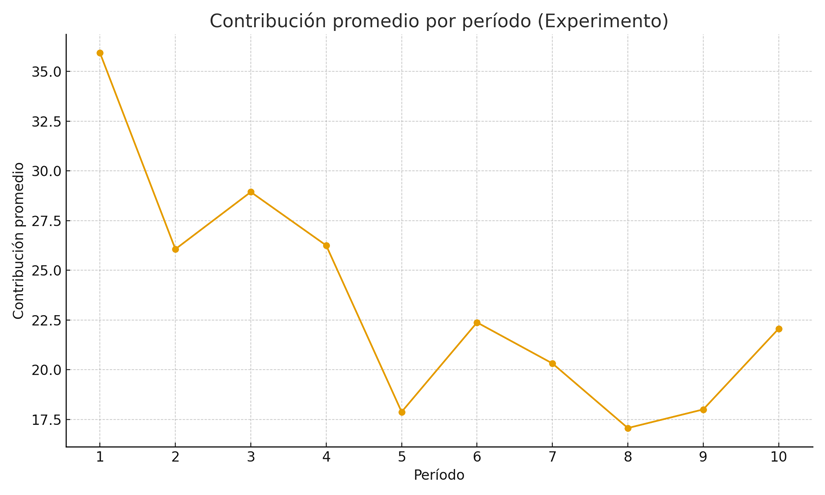 Contribución promedio por período (Experimento)
Contribución promedio
35.0
32.5
30.0
27.5
25.0
22.5
20.0
17.5
1 2 3 4 5 6 7 8 9 10
Período